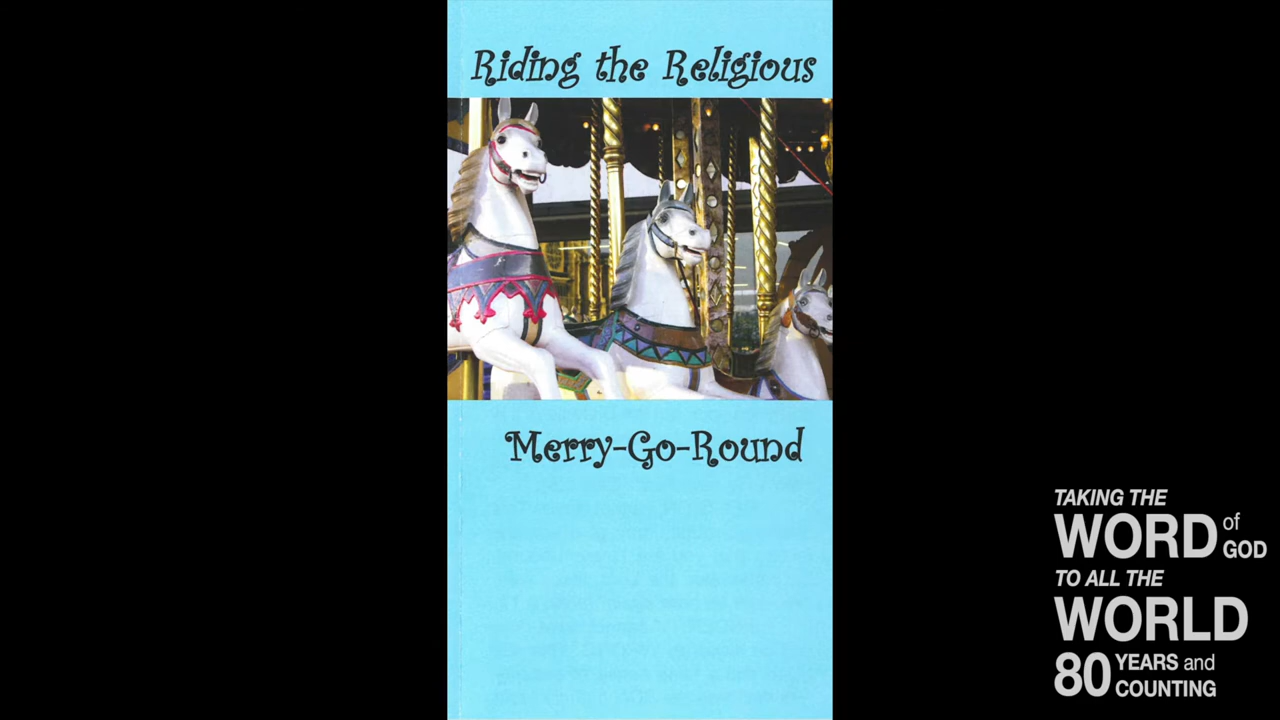 Riding the Religious
Merry-Go-Round
TAKING THE
WORD of GOD
TO ALL THE
WORLD
80 YEARS and COUNTING